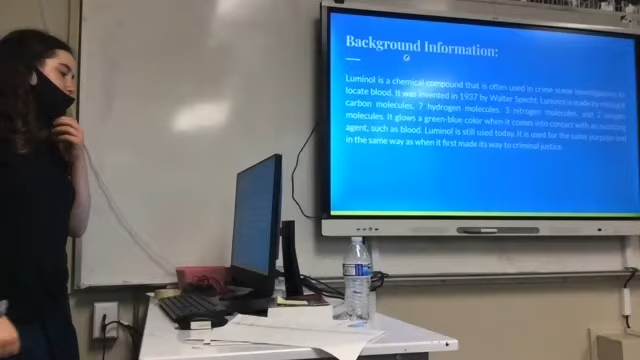 Background Information:
Luminol is a chemical compound that is often used in crime scene investigations to
locate blood. It was invented in 1937 by Walter Specht. Luminol is made by mixing 8
carbon molecules, 7 hydrogen molecules, 3 nitrogen molecules, and 2 oxygen
molecules. It glows a green-blue color when it comes into contact with an oxidizing
agent, such as blood. Luminol is still used today. It is used for the same purpose and
in the same way as when it first made its way to criminal justice.